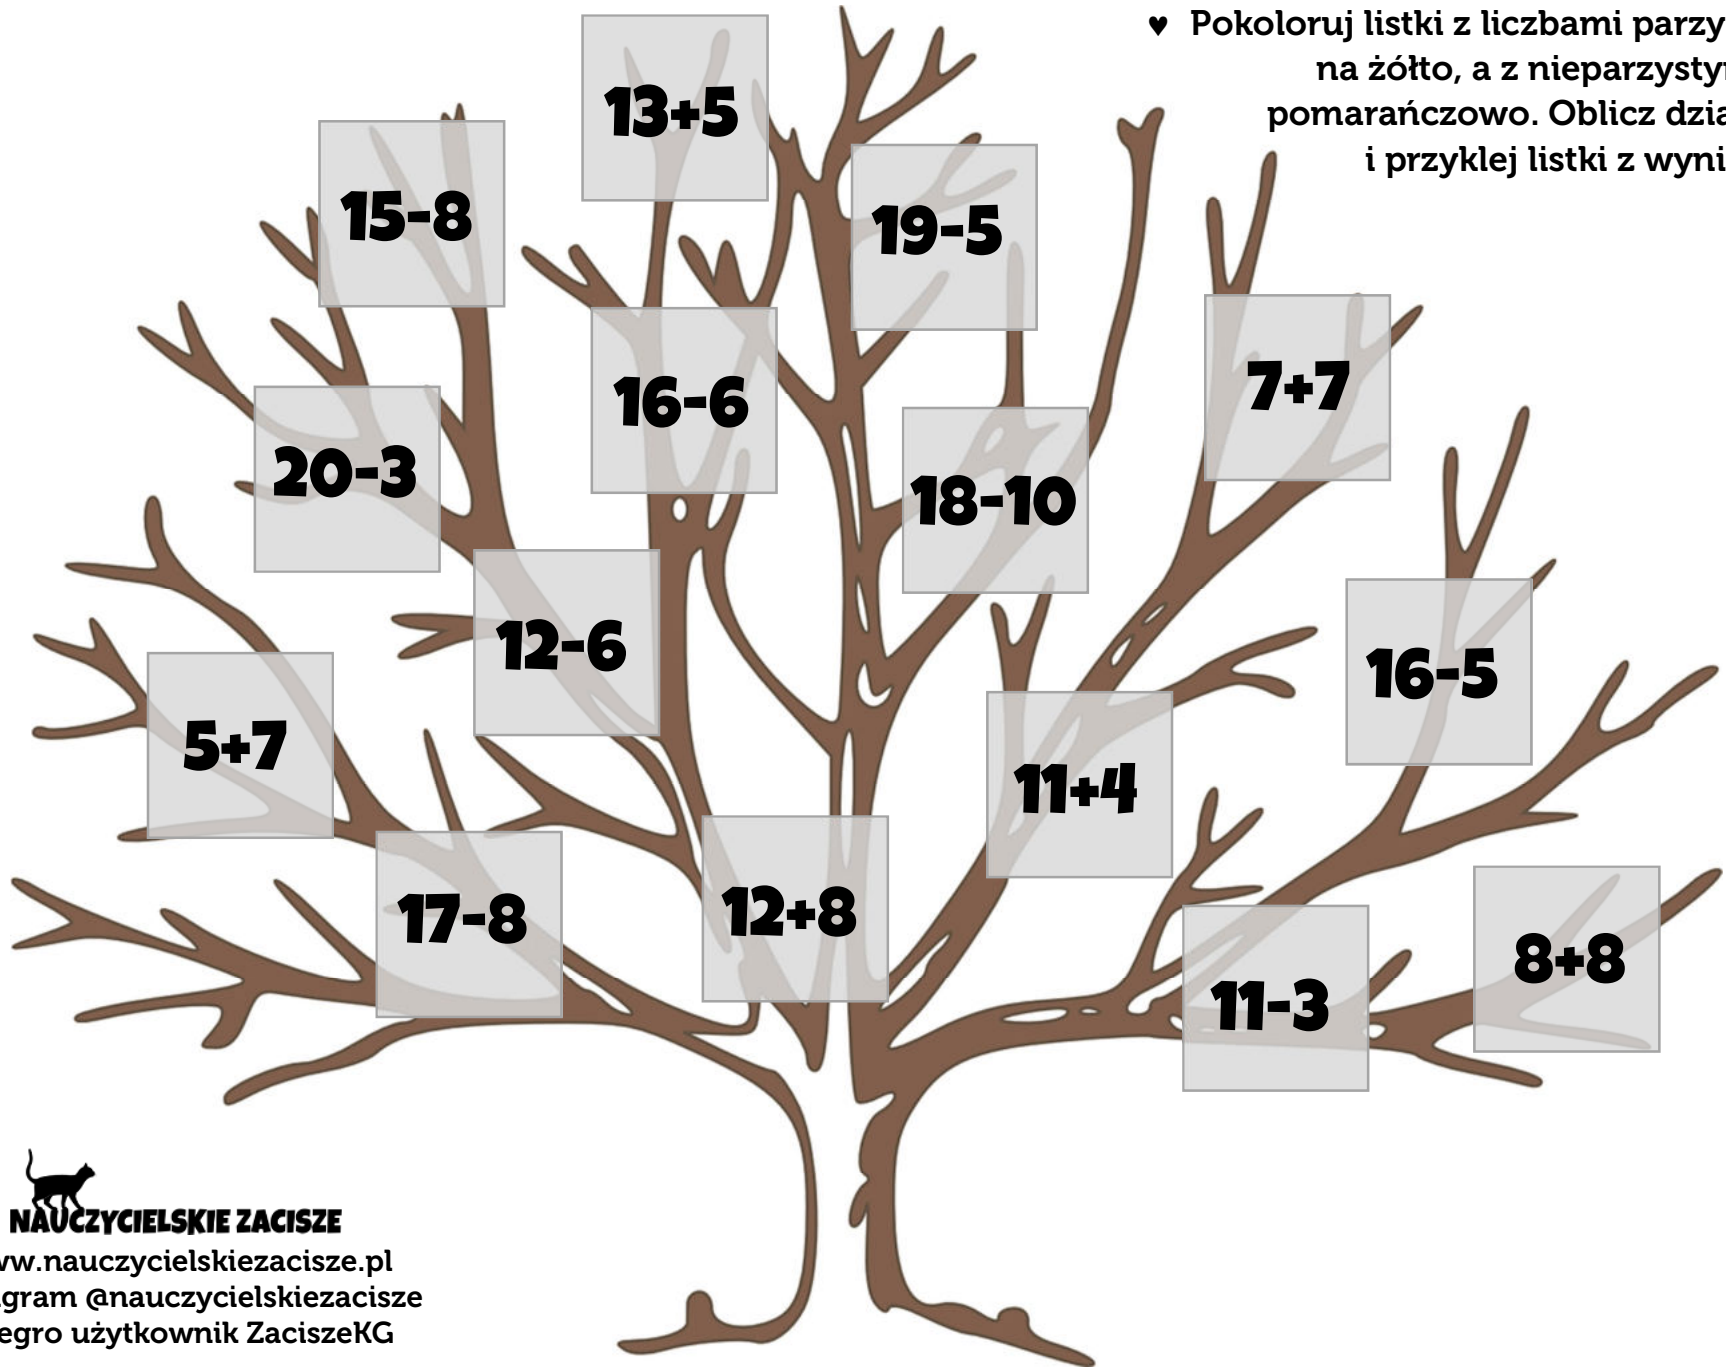 ♥ Pokoloruj listki z liczbami parzy
na żółto, a z nieparzysty
pomarańczowo. Oblicz dzia
i przyklej listki z wyni
13+5
15-8
19-5
7+7
16-6
20-3
18-10
12-6
16-5
5+7
11+4
17-8
12+8
8+8
11-3
NAUCZYCIELSKIE ZACISZE
ww.nauczycielskiezacisze.pl
gram @nauczycielskiezacisze
egro użytkownik ZaciszeKG